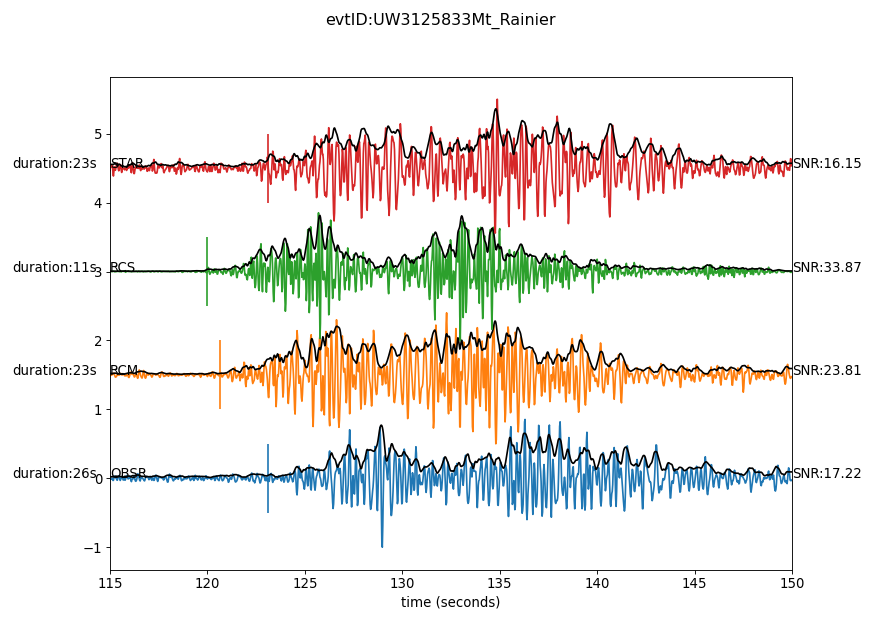 evtID:UW3125833Mt_Rainier
5
duration:23s STAR SNR:16.15
4
duration:11s 3 RCS SNR:33.87
2
duration:23s RCM SNR:23.81
1
duration:26s 0 OBSR SNR:17.22
−1
115 120 125 130 135 140 145 150
time (seconds)